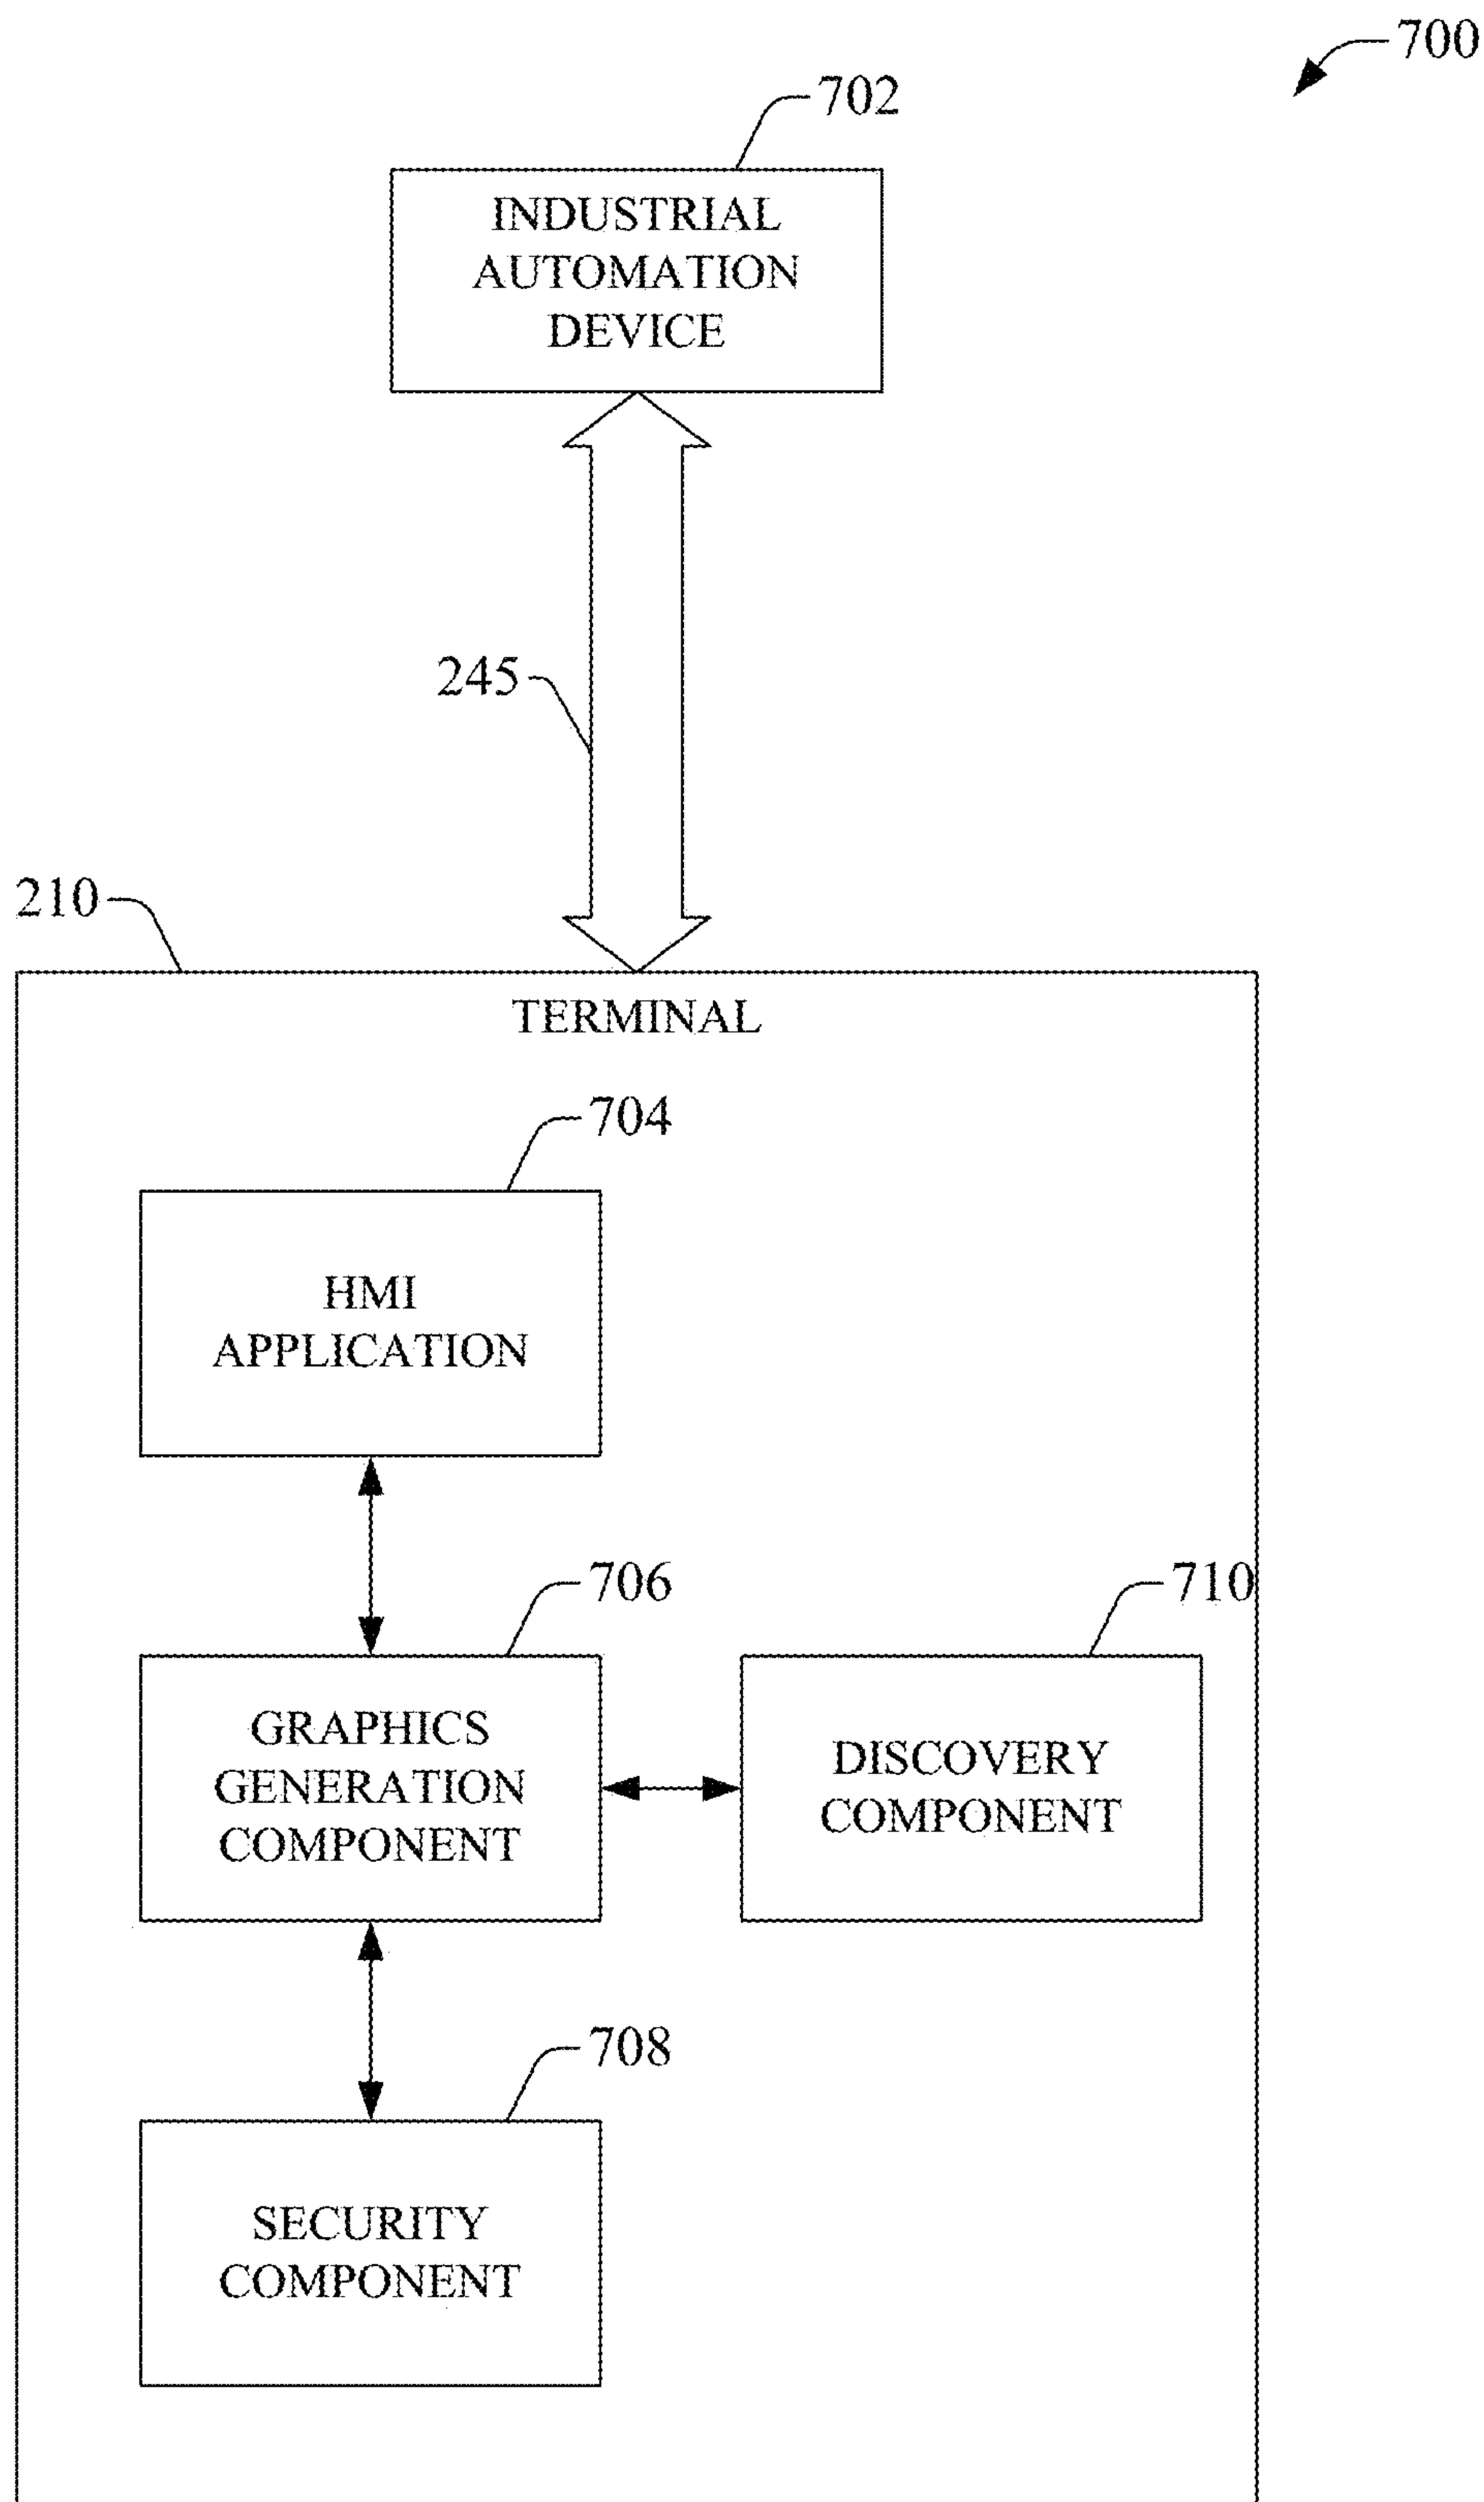 700
702
INDUSTRIAL
AUTOMATION
DEVICE
245
210
TERMINAL
704
HMI
APPLICATION
706
710
GRAPHICS
GENERATION
COMPONENT
DISCOVERY
COMPONENT
708
SECURITY
COMPONENT